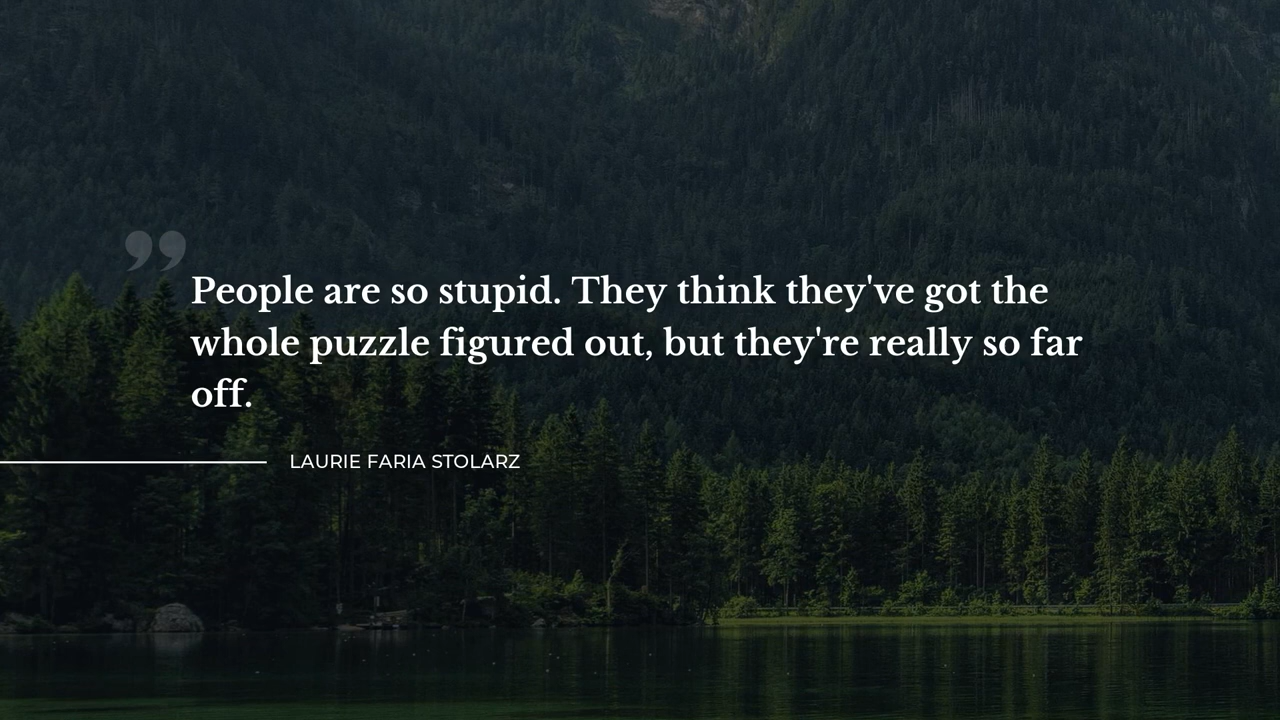 ”
People are so stupid. They think they've got the
whole puzzle figured out, but they're really so far
off.
LAURIE FARIA STOLARZ